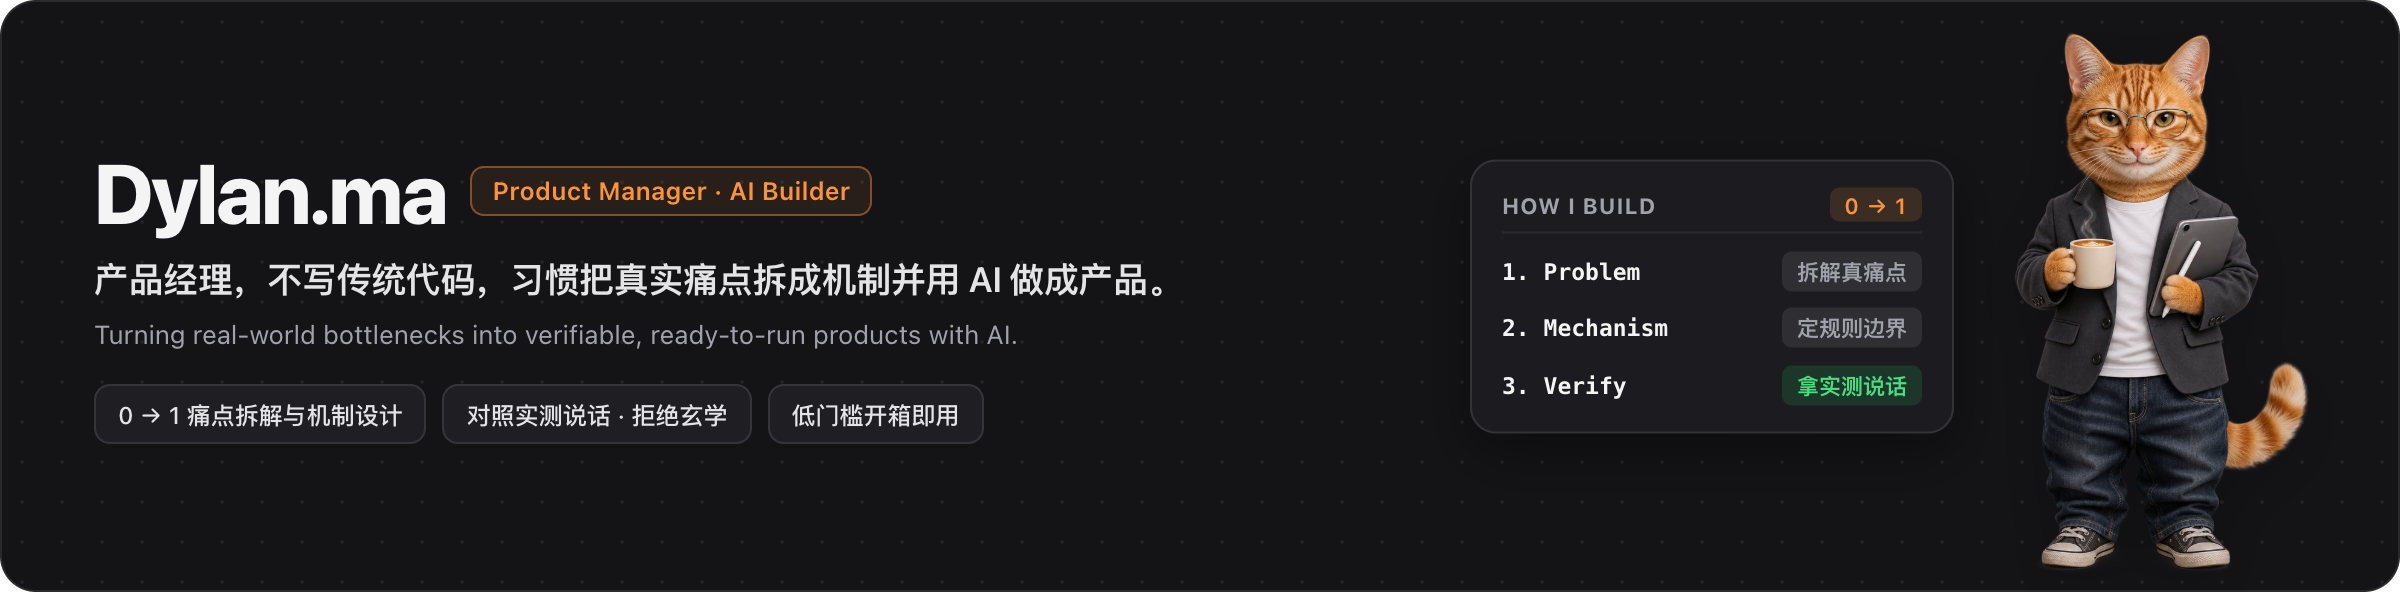 Dylan.ma
Product Manager · AI Builder
产品经理，不写传统代码，习惯把真实痛点拆成机制并用 AI 做成产品。
Turning real-world bottlenecks into verifiable, ready-to-run products with AI.
0 → 1 痛点拆解与机制设计
对照实测说话 · 拒绝玄学
低门槛开箱即用
HOW I BUILD
0 → 1
1. Problem
拆解真痛点
2. Mechanism
定规则边界
3. Verify
拿实测说话